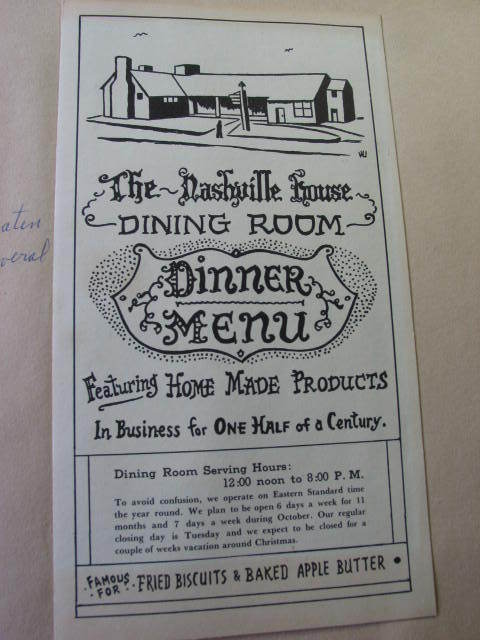 The Nashville House
DINING ROOM
DINNER
MENU
Featuring HOME MADE PRODUCTS
In Business for ONE HALF of a Century.
Dining Room Serving Hours:
12:00 noon to 8:00 P. M.
To avoid confusion, we operate on Eastern Standard time
the year round. We plan to be open 6 days a week for 11
months and 7 days a week during October. Our regular
closing day is Tuesday and we expect to be closed for a
couple of weeks vacation around Christmas.
FAMOUS
FOR FRIED BISCUITS & BAKED APPLE BUTTER